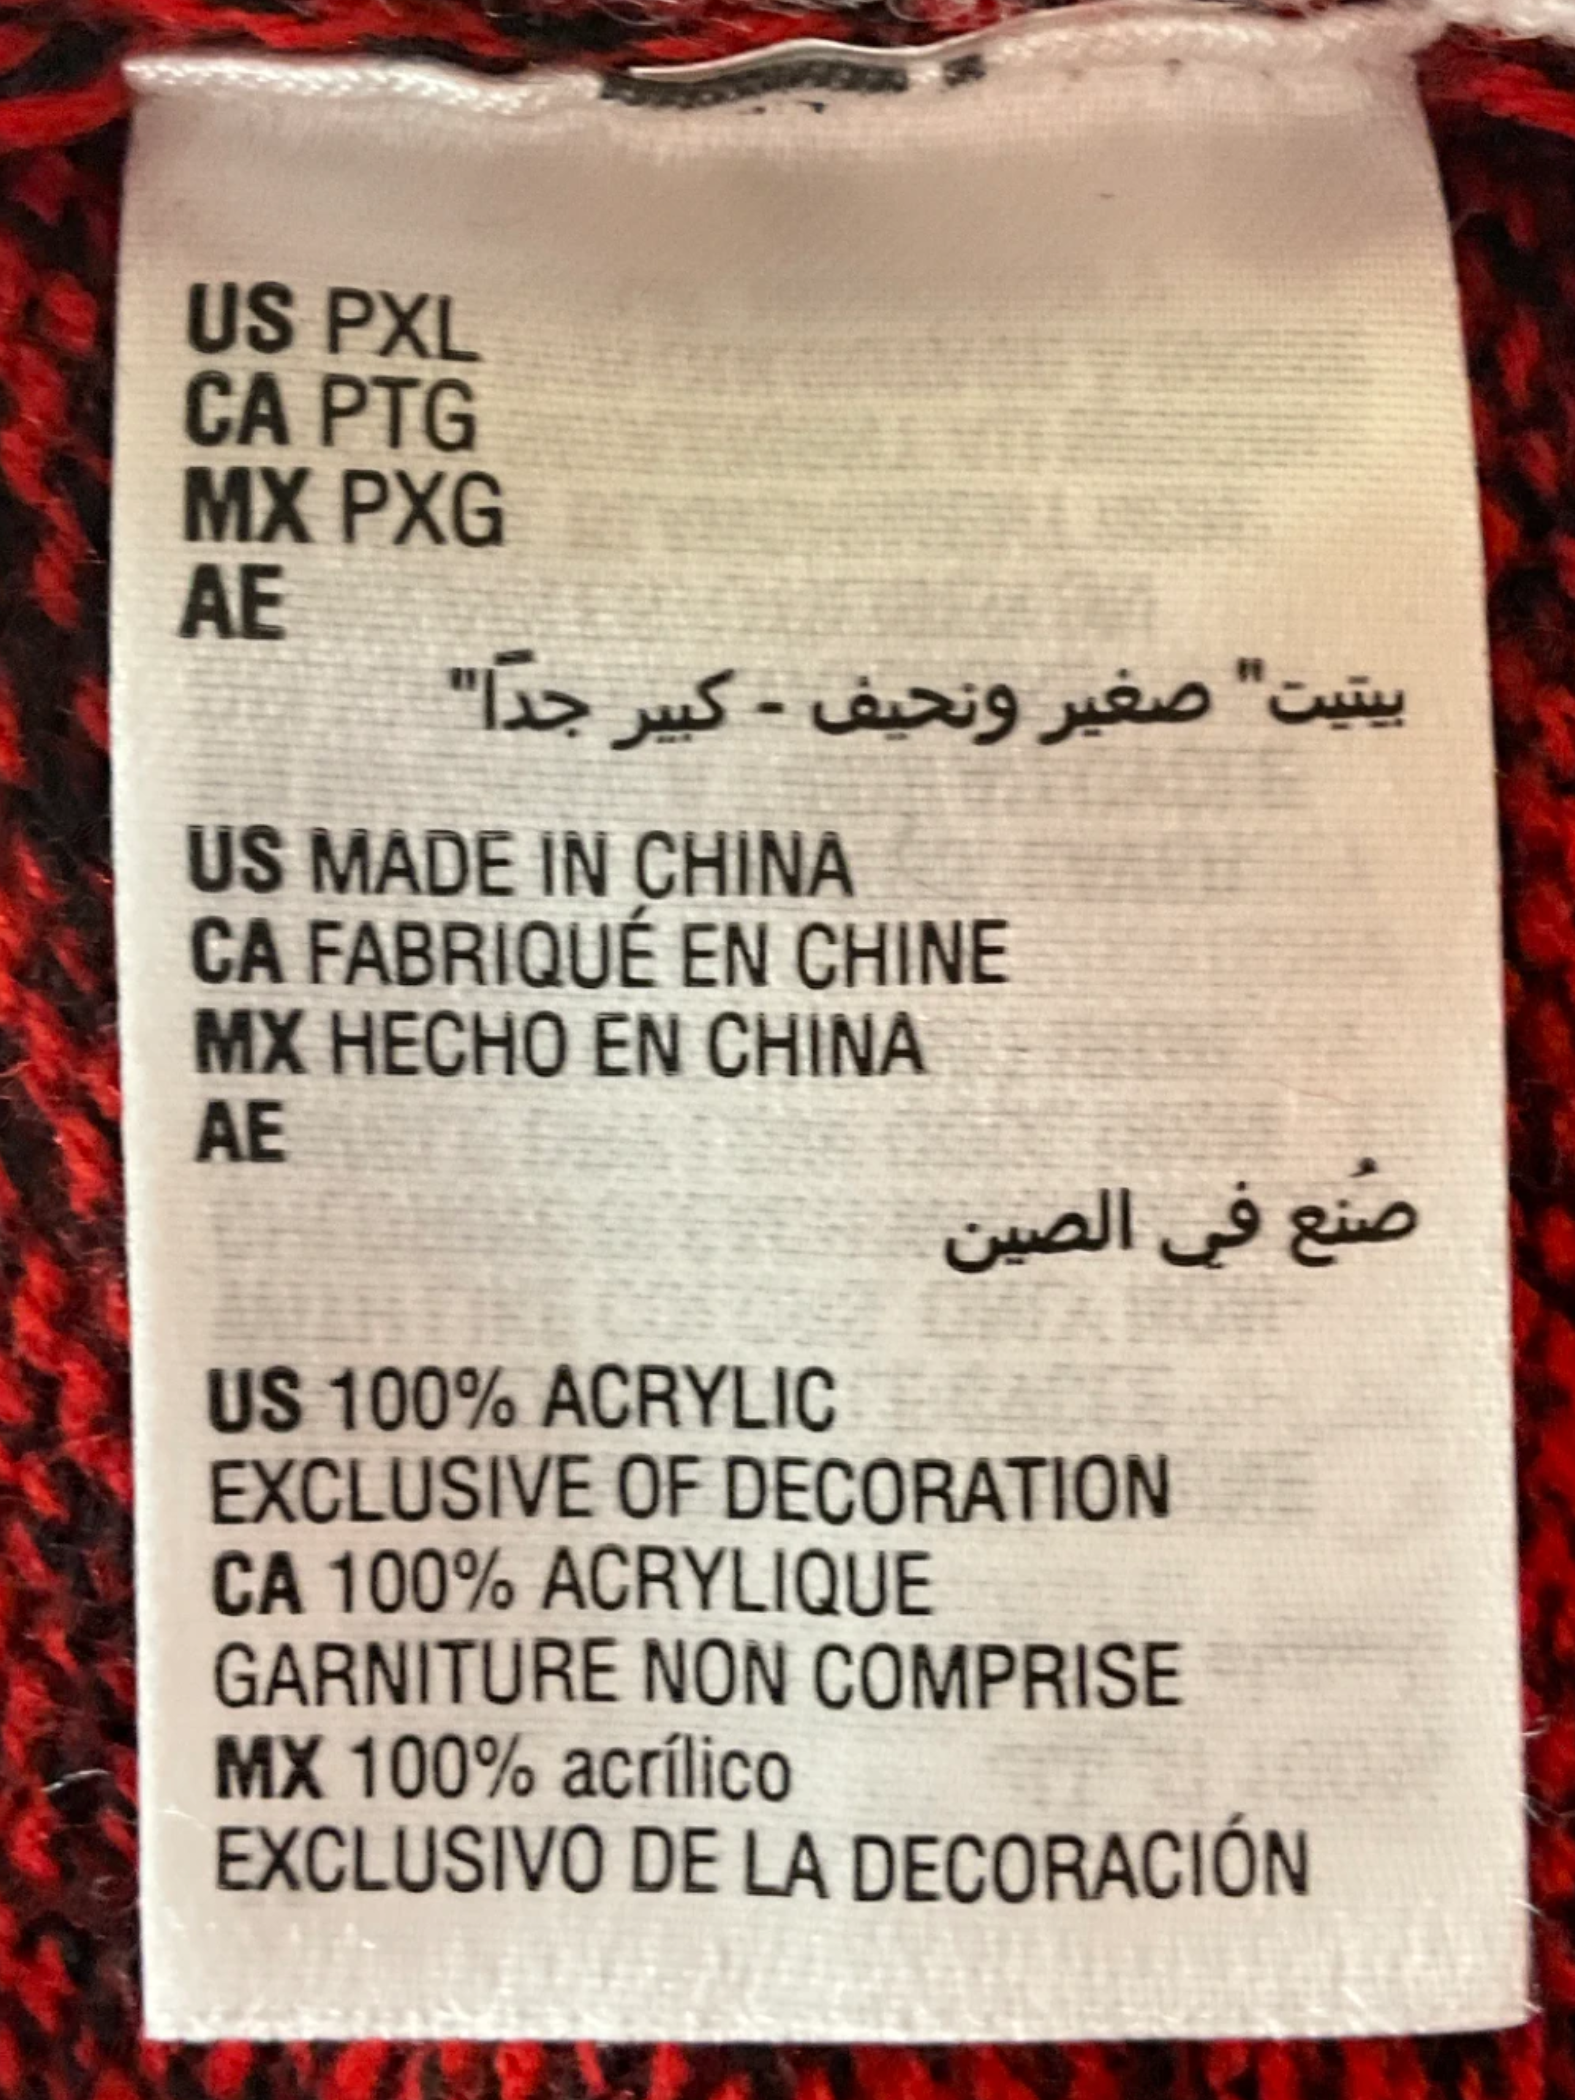 US PXL
CA PTG
MX PXG
AE
بيتيت" صغير ونحيف - كبير جداً"
US MADE IN CHINA
CA FABRIQUÉ EN CHINE
MX HECHO EN CHINA
AE
صُنع في الصين
US 100% ACRYLIC
EXCLUSIVE OF DECORATION
CA 100% ACRYLIQUE
GARNITURE NON COMPRISE
MX 100% acrílico
EXCLUSIVO DE LA DECORACIÓN